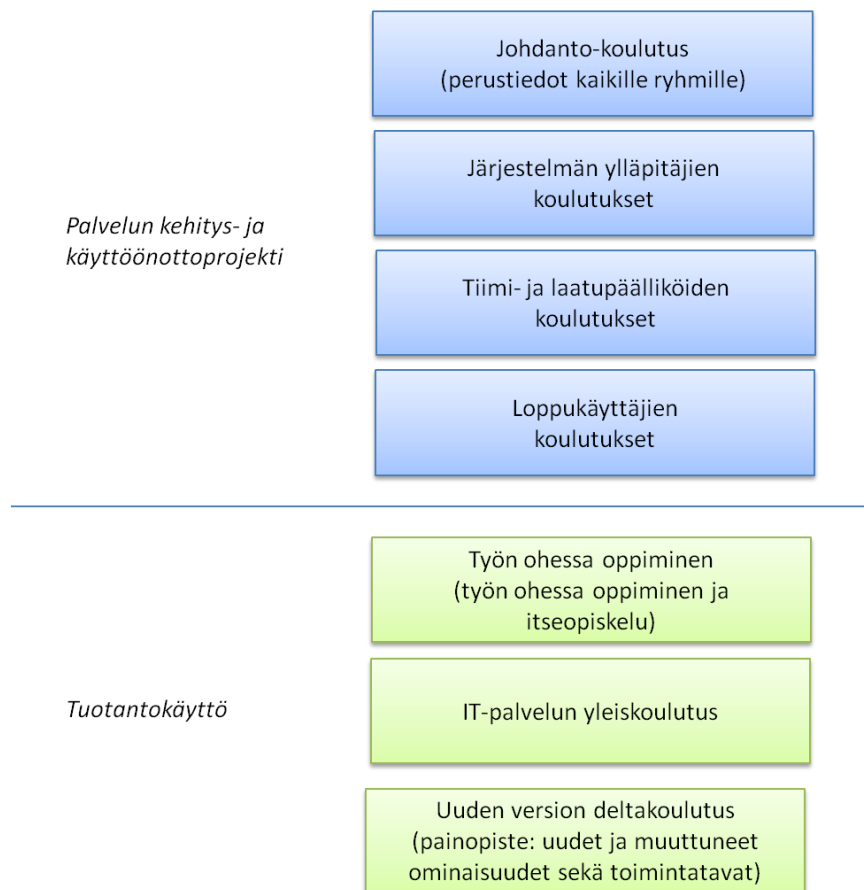 Johdanto-koulutus
(perustiedot kaikille ryhmille)
Järjestelmän ylläpitäjien
koulutukset
Palvelun kehitys- ja
käyttöönottoprojekti
Tiimi- ja laatupäälliköiden
koulutukset
Loppukäyttäjien
koulutukset
Työn ohessa oppiminen
(työn ohessa oppiminen ja
itseopiskelu)
Tuotantokäyttö
IT-palvelun yleiskoulutus
Uuden version deltakoulutus
(painopiste: uudet ja muuttuneet
ominaisuudet sekä toimintatavat)